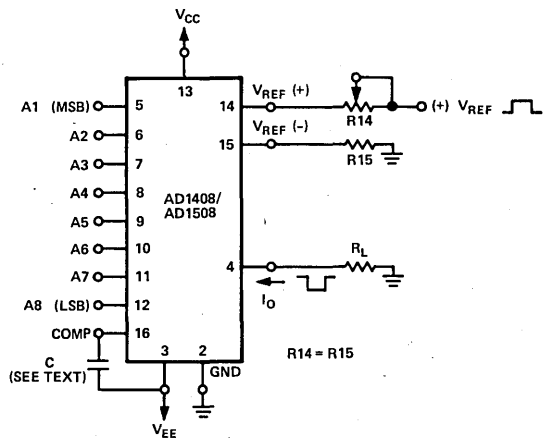 V_CC
13
A1 (MSB) 5
A2 6
A3 7
A4 8
A5 9
A6 10
A7 11
A8 (LSB) 12
COMP 16
C
(SEE TEXT)
AD1408/
AD1508
14 V_REF (+)
R14
(+) V_REF
15 V_REF (-)
R15
4
R_L
I_O
R14 = R15
3
2
GND
V_EE